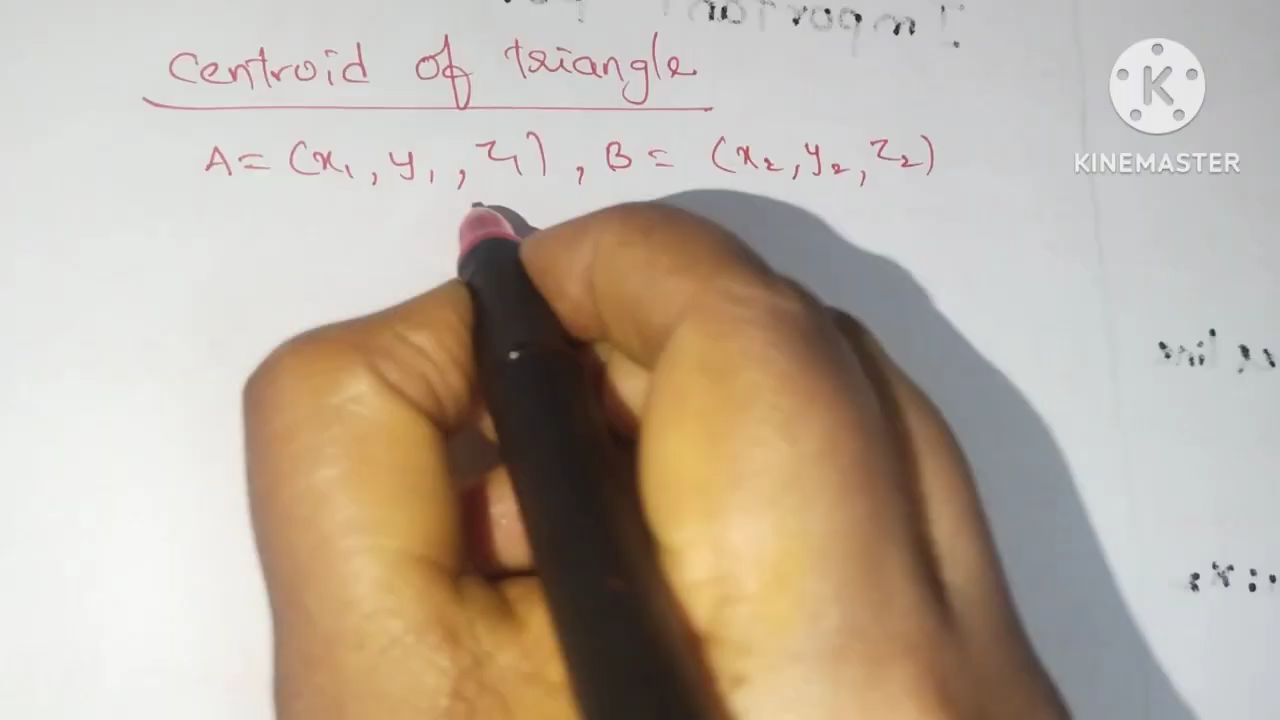 Centroid of triangle
A = (x₁, y₁, z₁), B = (x₂, y₂, z₂)
KINEMASTER